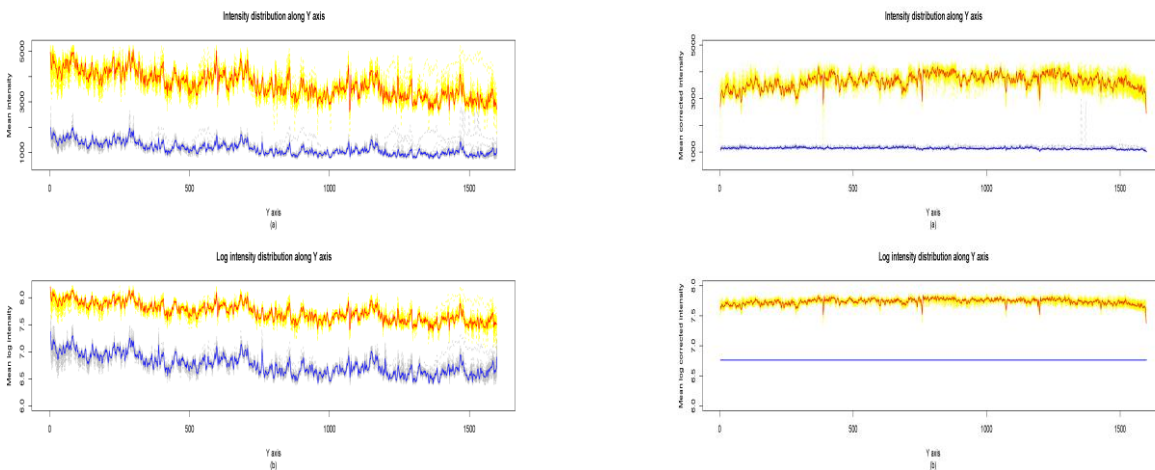 Intensity distribution along Y axis
Mean intensity
1000 3000 5000
0 500 1000 1500
Y axis
(a)
Intensity distribution along Y axis
Mean corrected intensity
1000 3000 5000
0 500 1000 1500
Y axis
(a)
Log intensity distribution along Y axis
Mean log intensity
6.0 6.5 7.0 7.5 8.0
0 500 1000 1500
Y axis
(b)
Log intensity distribution along Y axis
Mean log corrected intensity
6.0 6.5 7.0 7.5 8.0
0 500 1000 1500
Y axis
(b)